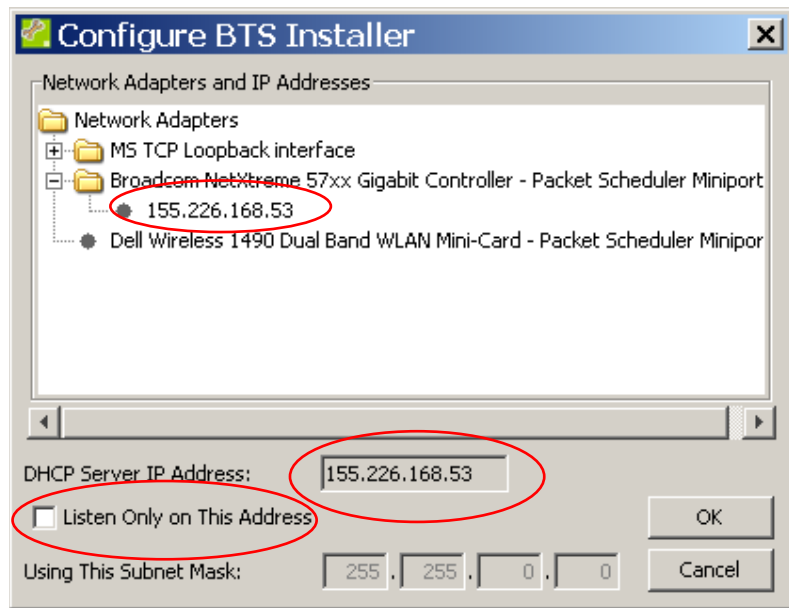 Configure BTS Installer
Network Adapters and IP Addresses
Network Adapters
MS TCP Loopback interface
Broadcom NetXtreme 57xx Gigabit Controller - Packet Scheduler Miniport
155.226.168.53
Dell Wireless 1490 Dual Band WLAN Mini-Card - Packet Scheduler Minipor
DHCP Server IP Address: 155.226.168.53
Listen Only on This Address OK
Using This Subnet Mask: 255 . 255 . 0 . 0 Cancel